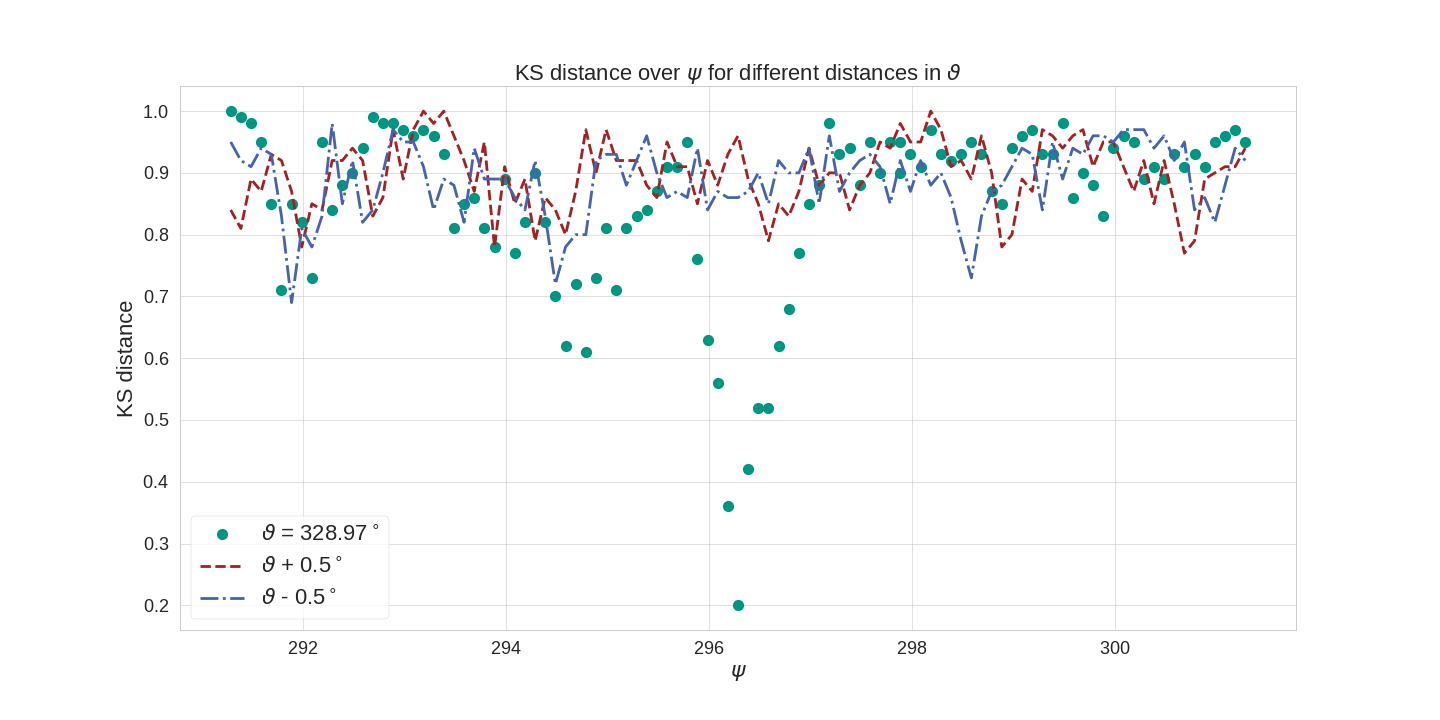 KS distance over ψ for different distances in ϑ
KS distance
1.0
0.9
0.8
0.7
0.6
0.5
0.4
0.3
0.2
ϑ = 328.97°
ϑ + 0.5°
ϑ - 0.5°
292 294 296 298 300
ψ